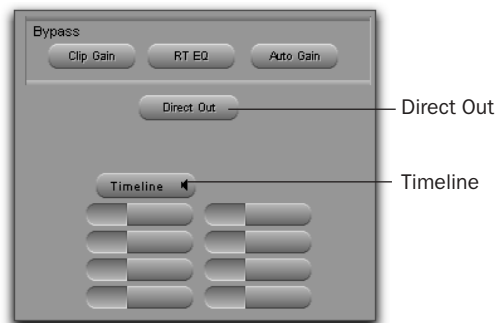 Bypass
Clip Gain RT EQ Auto Gain
Direct Out Direct Out
Timeline Timeline